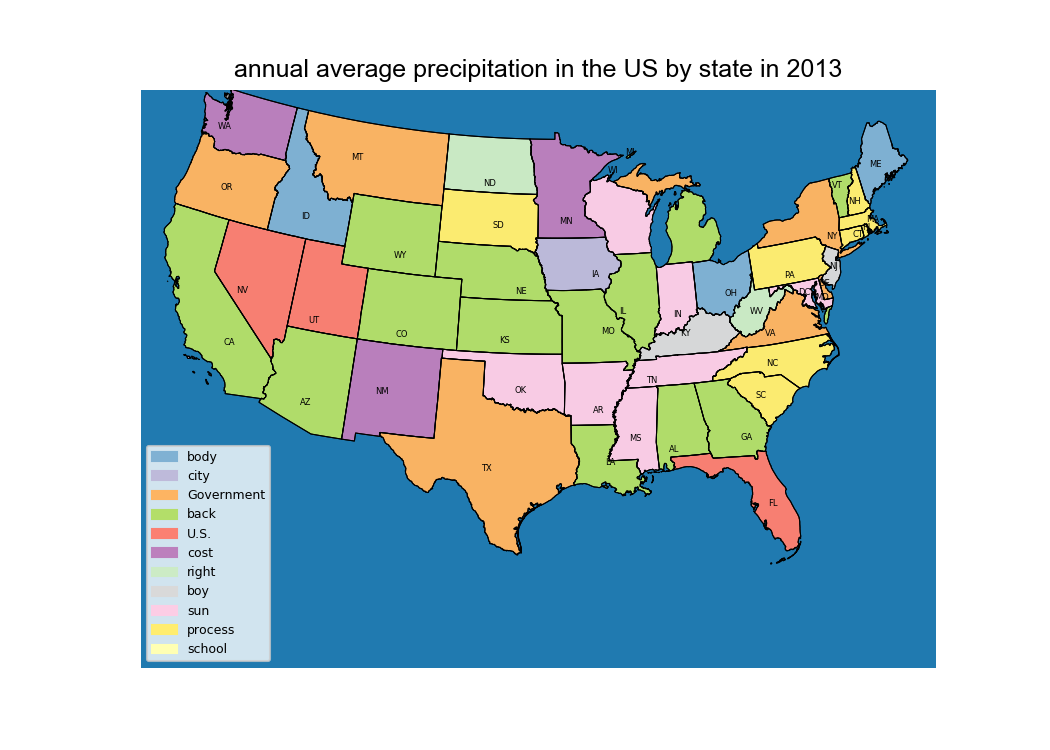 annual average precipitation in the US by state in 2013
WA
MT
ND
MN
WI
MI
ME
VT
NH
MA
OR
ID
SD
WY
NY
CT
NV
UT
NE
IA
PA
NJ
OH
CA
CO
KS
MO
IL
IN
KY
WV
DC
MD
VA
AZ
NM
OK
AR
TN
NC
SC
MS
AL
GA
TX
LA
FL
body
city
Government
back
U.S.
cost
right
boy
sun
process
school